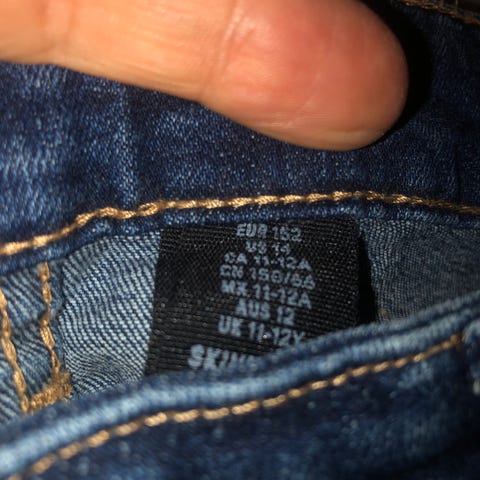 EUR 152
US 14
CA 11-12A
CN 150/66
MX 11-12A
AUS 12
UK 11-12Y